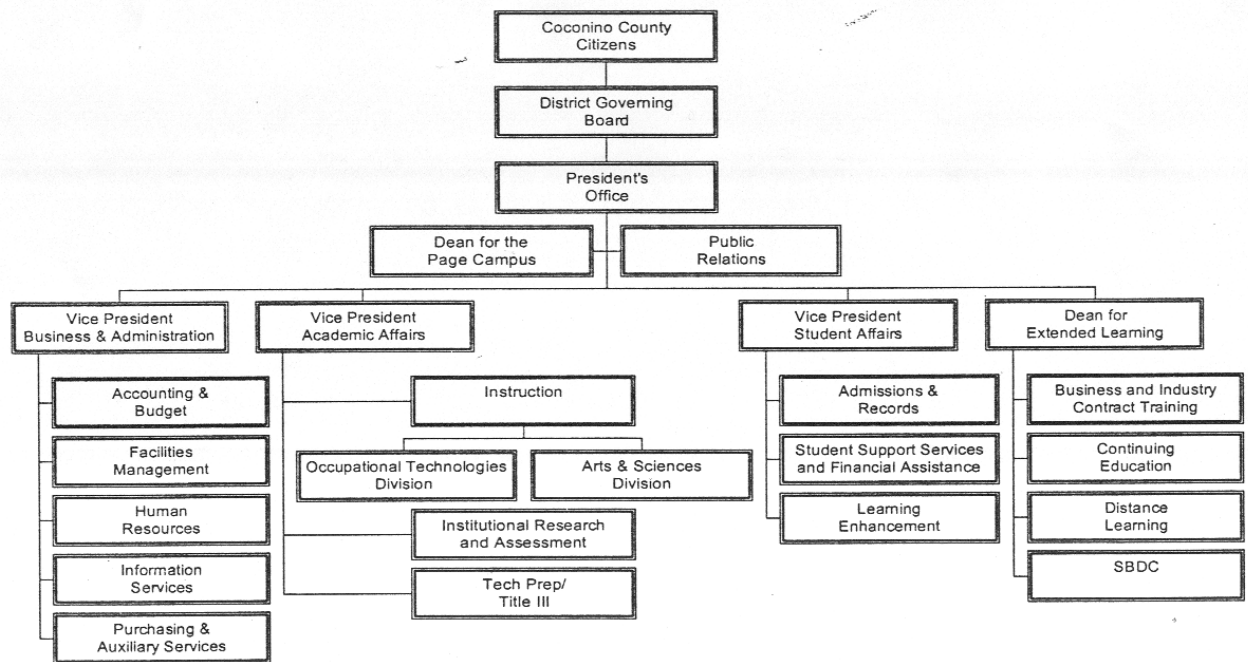 Coconino County
Citizens
District Governing
Board
President's
Office
Dean for the
Page Campus
Public
Relations
Vice President
Business & Administration
Vice President
Academic Affairs
Vice President
Student Affairs
Dean for
Extended Learning
Accounting &
Budget
Facilities
Management
Human
Resources
Information
Services
Purchasing &
Auxiliary Services
Instruction
Occupational Technologies
Division
Arts & Sciences
Division
Institutional Research
and Assessment
Tech Prep/
Title III
Admissions &
Records
Student Support Services
and Financial Assistance
Learning
Enhancement
Business and Industry
Contract Training
Continuing
Education
Distance
Learning
SBDC